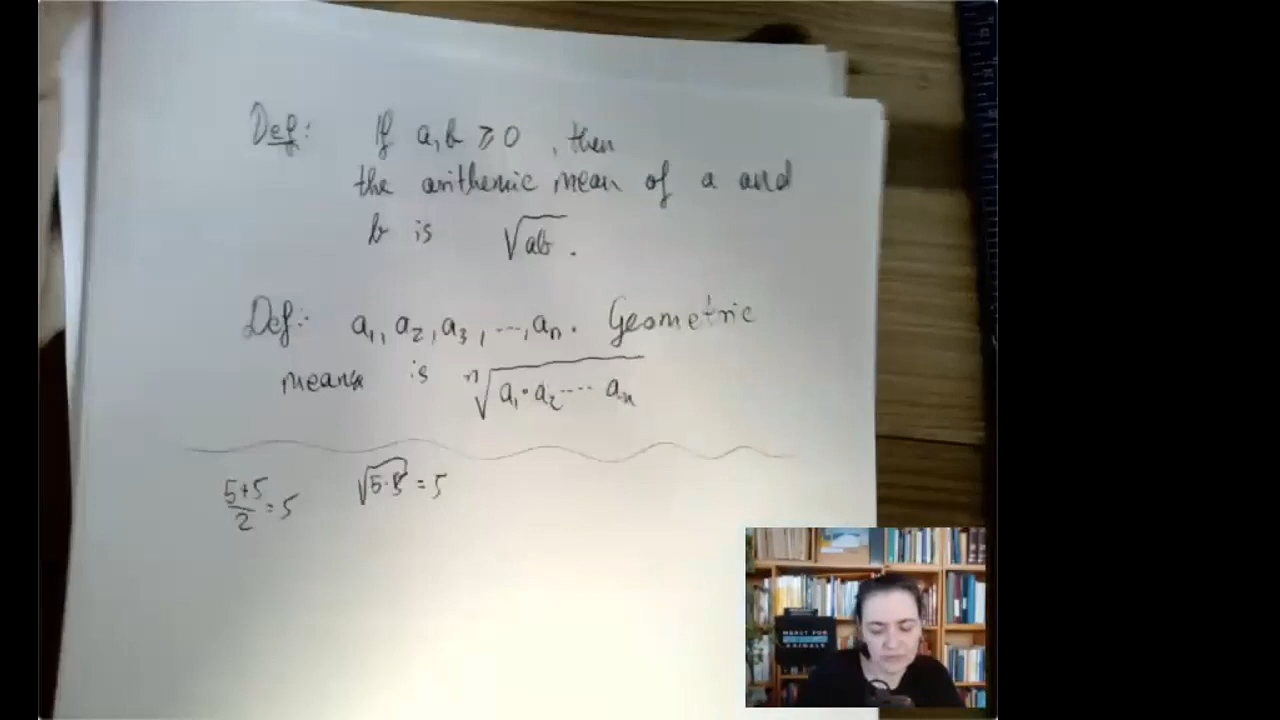 Def: If a, b ⩾ 0, then
the arithemic mean of a and
b is √ab.
Def: a₁, a₂, a₃, ..., aₙ. Geometric
means is ⁿ√a₁·a₂.... aₙ
5+5/2 = 5 √5·5 = 5